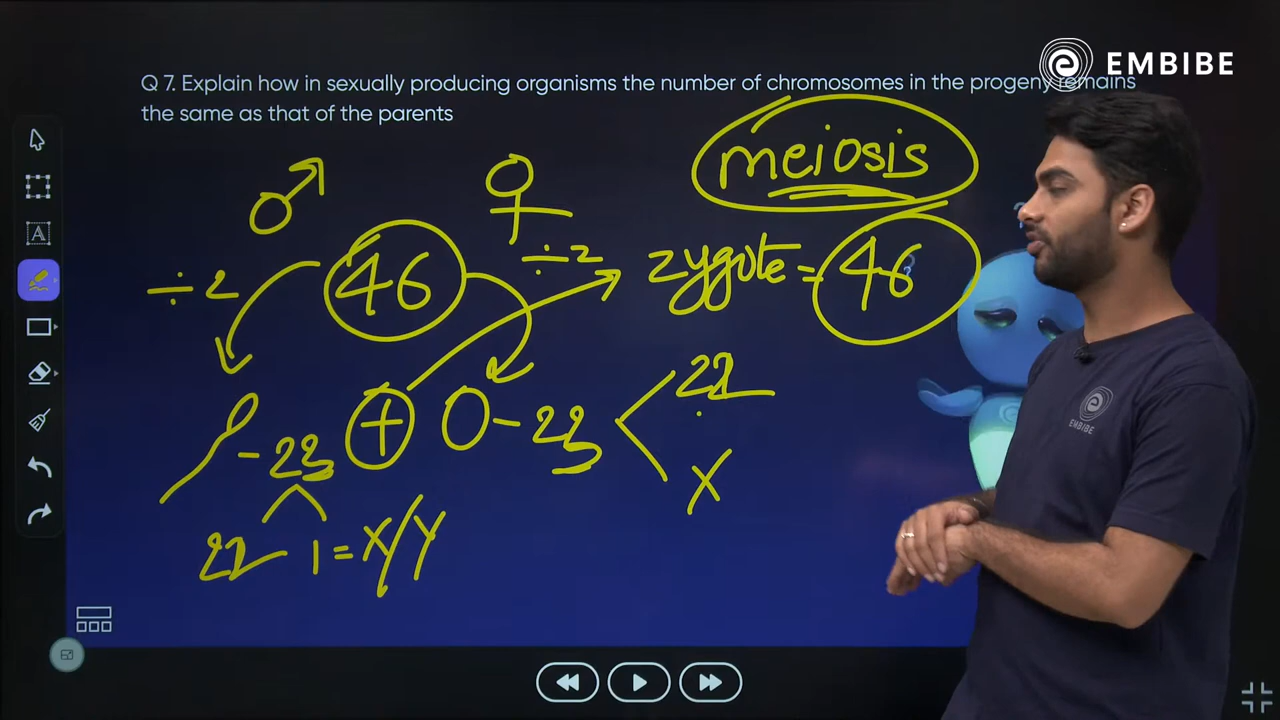 EMBIBE
Q 7. Explain how in sexually producing organisms the number of chromosomes in the progeny remains
the same as that of the parents
meiosis
÷2
46
÷2
zygote = 46
- 23
+
- 23
22
X
22 1 = X/Y
A
EMBIBE